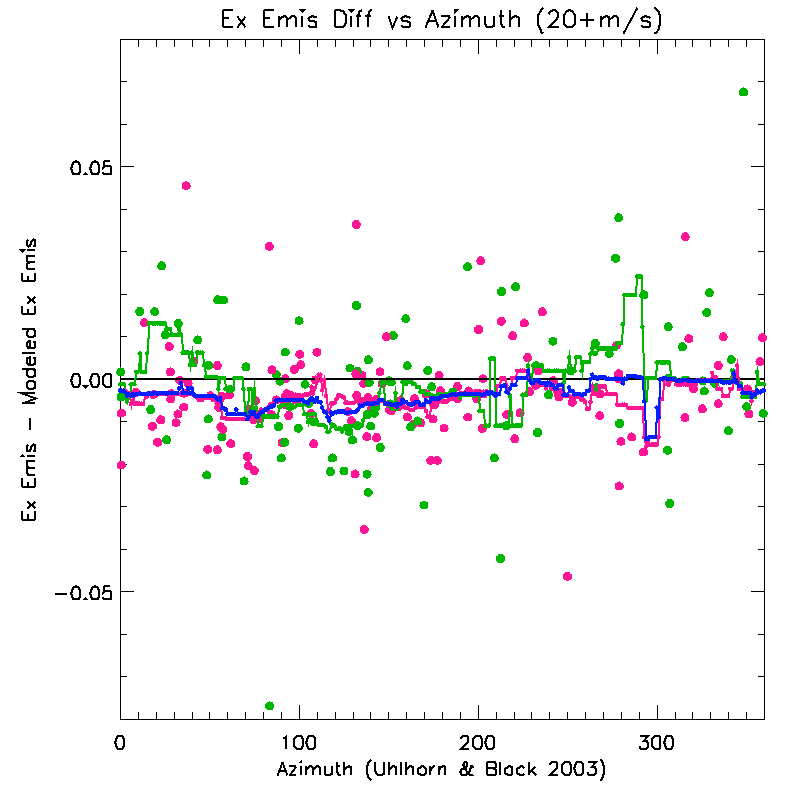 Ex Emis Diff vs Azimuth (20+m/s)
0.05
0.00
-0.05
Ex Emis - Modeled Ex Emis
0 100 200 300
Azimuth (Uhlhorn & Black 2003)